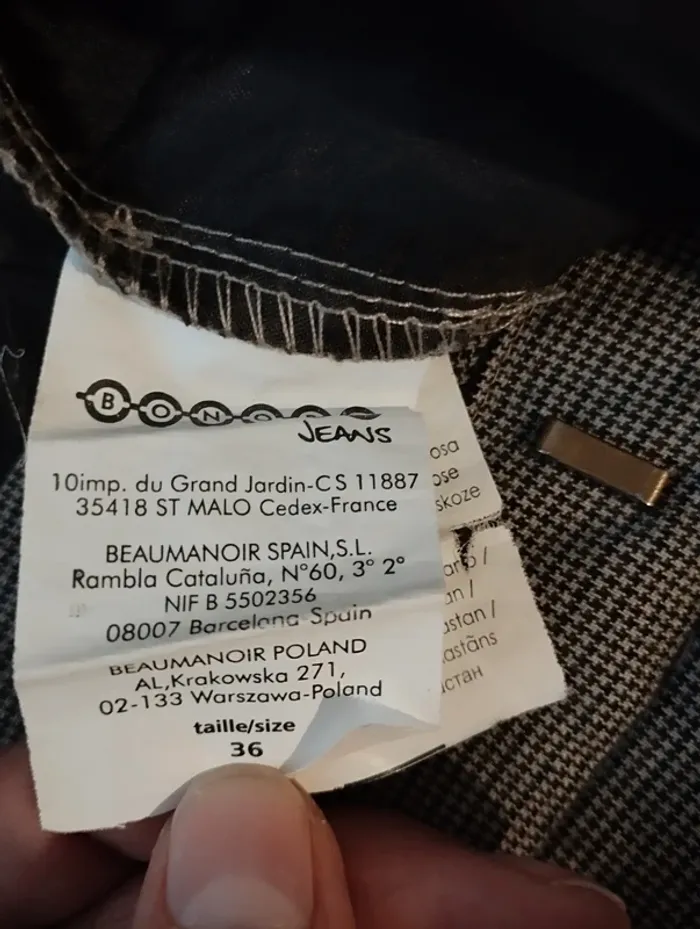 BONO
JEANS
10imp. du Grand Jardin-CS 11887
35418 ST MALO Cedex-France
BEAUMANOIR SPAIN,S.L.
Rambla Cataluña, N°60, 3° 2°
NIF B 5502356
08007 Barcelona Spain
BEAUMANOIR POLAND
AL,Krakowska 271,
02-133 Warszawa-Poland
taille/size
36
osa
ose
skoze
an /
astan /
astāns